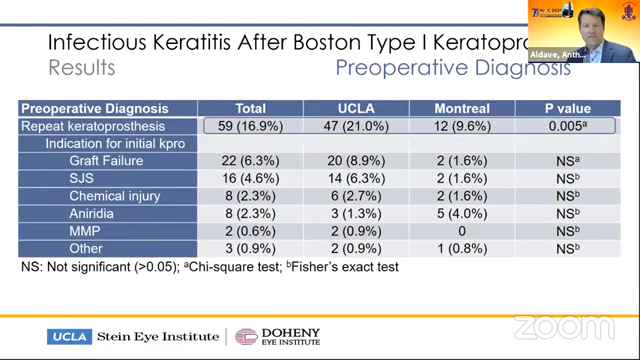 Infectious Keratitis After Boston Type I Keratopro
Results Preoperative Diagnosis
Aldave, Anth...
Preoperative Diagnosis Total UCLA Montreal P value
Repeat keratoprosthesis 59 (16.9%) 47 (21.0%) 12 (9.6%) 0.005a
Indication for initial kpro
Graft Failure 22 (6.3%) 20 (8.9%) 2 (1.6%) NSa
SJS 16 (4.6%) 14 (6.3%) 2 (1.6%) NSb
Chemical injury 8 (2.3%) 6 (2.7%) 2 (1.6%) NSb
Aniridia 8 (2.3%) 3 (1.3%) 5 (4.0%) NSb
MMP 2 (0.6%) 2 (0.9%) 0 NSb
Other 3 (0.9%) 2 (0.9%) 1 (0.8%) NSb
NS: Not significant (>0.05); aChi-square test; bFisher's exact test
UCLA Stein Eye Institute DOHENY
EYE INSTITUTE
zoom